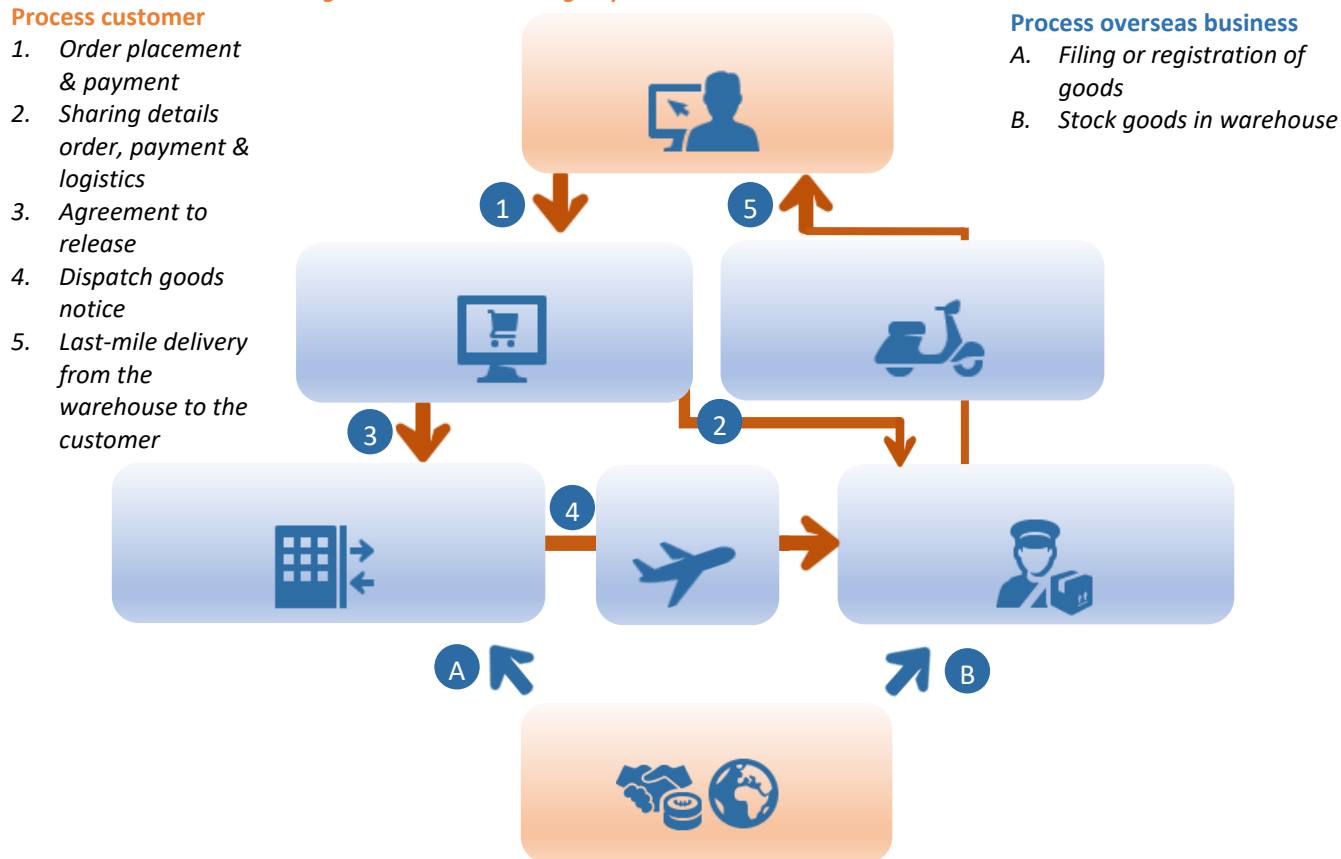 Process customer
1. Order placement
& payment
2. Sharing details
order, payment &
logistics
3. Agreement to
release
4. Dispatch goods
notice
5. Last-mile delivery
from the
warehouse to the
customer
Process overseas business
A. Filing or registration of
goods
B. Stock goods in warehouse
1
5
3
2
4
A
B